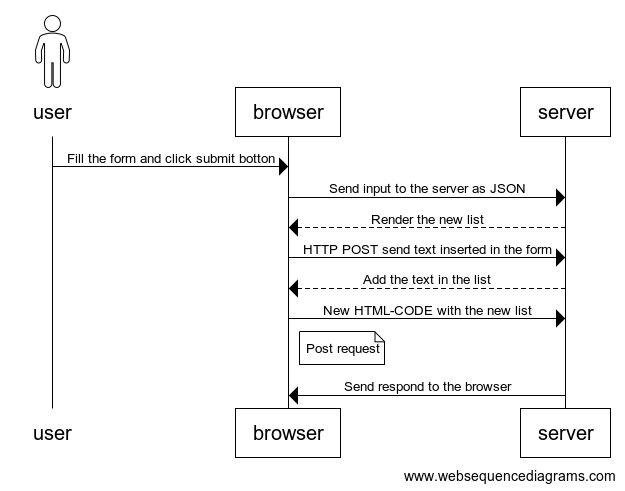 user
browser
server
Fill the form and click submit botton
Send input to the server as JSON
Render the new list
HTTP POST send text inserted in the form
Add the text in the list
New HTML-CODE with the new list
Post request
Send respond to the browser
user
browser
server
www.websequencediagrams.com